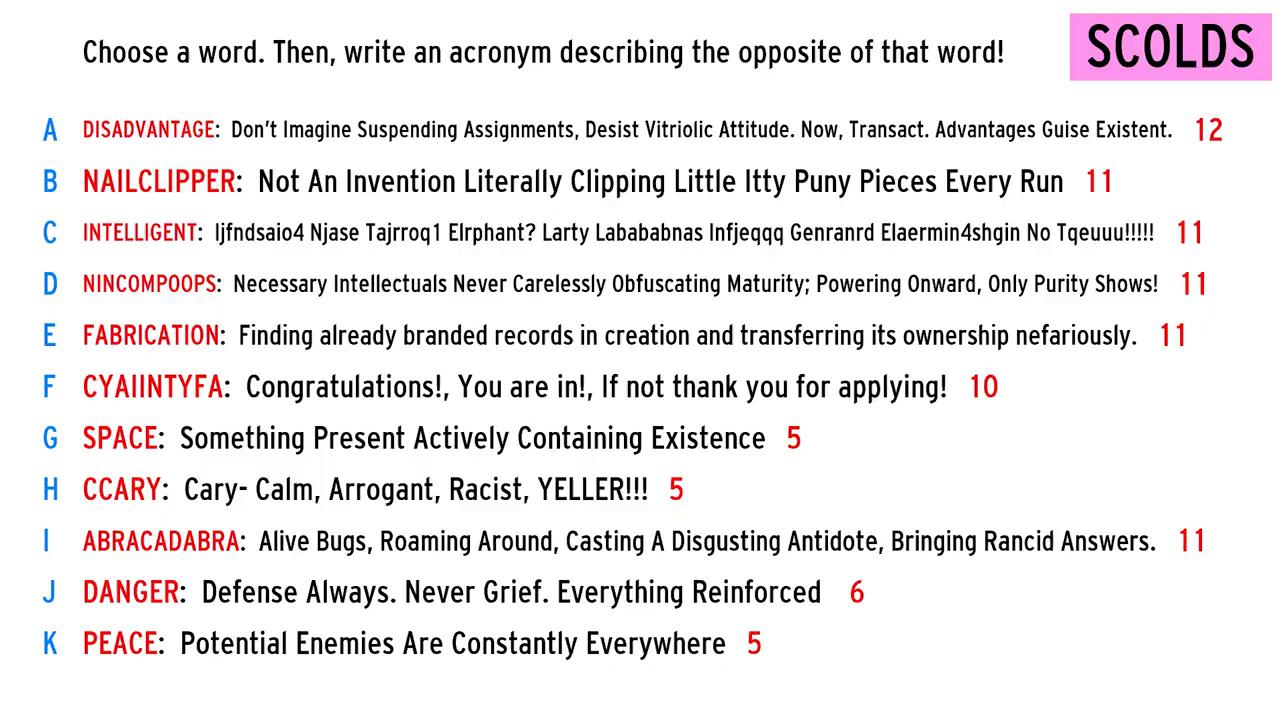 Choose a word. Then, write an acronym describing the opposite of that word!
SCOLDS
A DISADVANTAGE: Don't Imagine Suspending Assignments, Desist Vitriolic Attitude. Now, Transact. Advantages Guise Existent. 12
B NAILCLIPPER: Not An Invention Literally Clipping Little Itty Puny Pieces Every Run 11
C INTELLIGENT: Ijfndsaio4 Njase Tajrroq1 Elrphant? Larty Labababnas Infjeqqq Genranrd Elaermin4shgin No Tqeuuu!!!!! 11
D NINCOMPOOPS: Necessary Intellectuals Never Carelessly Obfuscating Maturity; Powering Onward, Only Purity Shows! 11
E FABRICATION: Finding already branded records in creation and transferring its ownership nefariously. 11
F CYAIINTYFA: Congratulations!, You are in!, If not thank you for applying! 10
G SPACE: Something Present Actively Containing Existence 5
H CCARY: Cary- Calm, Arrogant, Racist, YELLER!!! 5
I ABRACADABRA: Alive Bugs, Roaming Around, Casting A Disgusting Antidote, Bringing Rancid Answers. 11
J DANGER: Defense Always. Never Grief. Everything Reinforced 6
K PEACE: Potential Enemies Are Constantly Everywhere 5